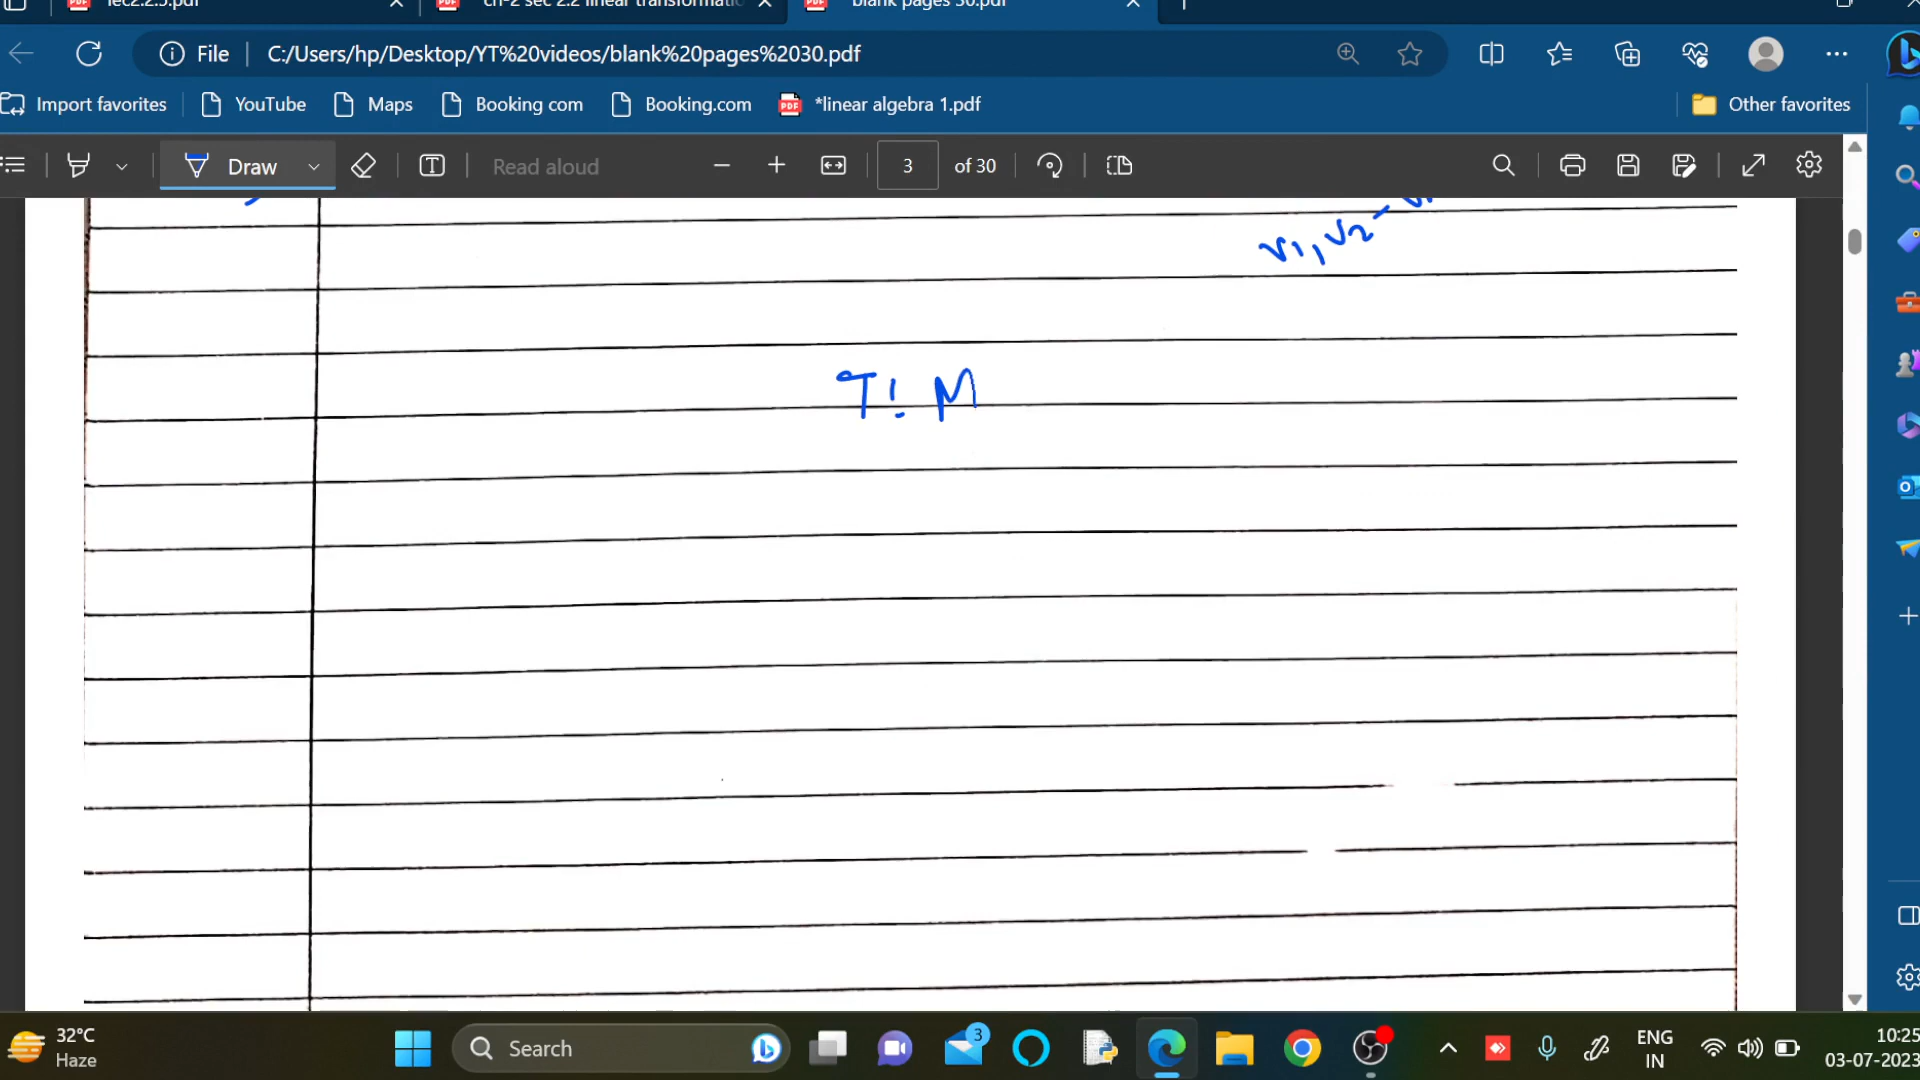 lec2.2.5.pdf
ch-2 sec 2.2 linear transformatio
blank pages 30.pdf
File
C:/Users/hp/Desktop/YT%20videos/blank%20pages%2030.pdf
Import favorites
YouTube
Maps
Booking com
Booking.com
*linear algebra 1.pdf
Other favorites
Draw
Read aloud
3
of 30
v1, v2 -
T: M
32°C
Haze
Search
3
ENG
IN
10:25
03-07-2023